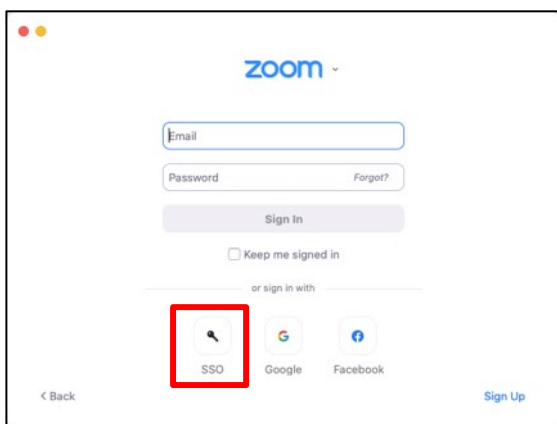 zoom
Email
Password Forgot?
Sign In
Keep me signed in
or sign in with
SSO Google Facebook
< Back Sign Up